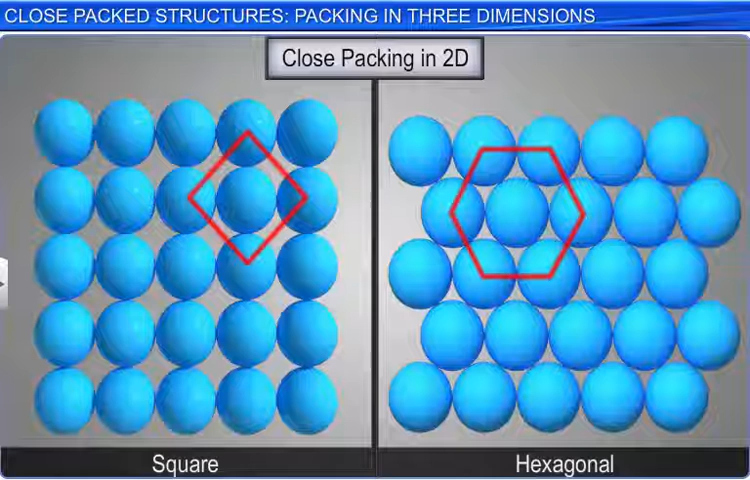 CLOSE PACKED STRUCTURES: PACKING IN THREE DIMENSIONS
Close Packing in 2D
Square
Hexagonal